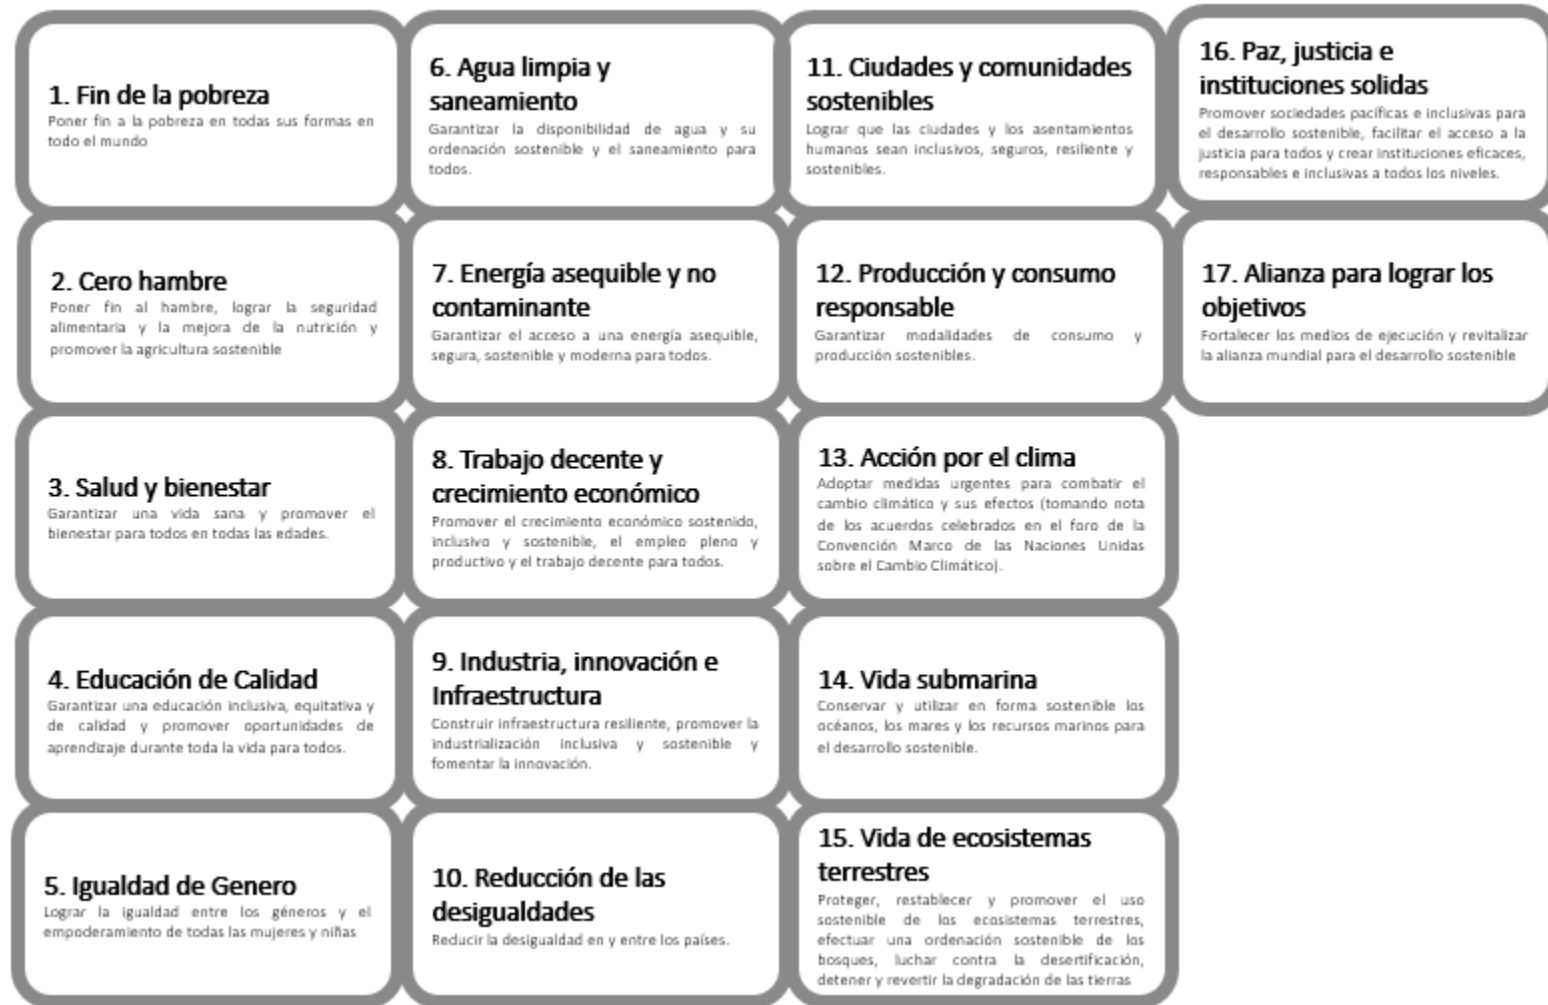 1. Fin de la pobreza
Poner fin a la pobreza en todas sus formas en
todo el mundo
2. Cero hambre
Poner fin al hambre, lograr la seguridad
alimentaria y la mejora de la nutrición y
promover la agricultura sostenible
3. Salud y bienestar
Garantizar una vida sana y promover el
bienestar para todos en todas las edades.
4. Educación de Calidad
Garantizar una educación inclusiva, equitativa y
de calidad y promover oportunidades de
aprendizaje durante toda la vida para todos.
5. Igualdad de Genero
Lograr la igualdad entre los géneros y el
empoderamiento de todas las mujeres y niñas
6. Agua limpia y
saneamiento
Garantizar la disponibilidad de agua y su
ordenación sostenible y el saneamiento para
todos.
7. Energía asequible y no
contaminante
Garantizar el acceso a una energía asequible,
segura, sostenible y moderna para todos.
8. Trabajo decente y
crecimiento económico
Promover el crecimiento económico sostenido,
inclusivo y sostenible, el empleo pleno y
productivo y el trabajo decente para todos.
9. Industria, innovación e
Infraestructura
Construir infraestructura resiliente, promover la
industrialización inclusiva y sostenible y
fomentar la innovación.
10. Reducción de las
desigualdades
Reducir la desigualdad en y entre los países.
11. Ciudades y comunidades
sostenibles
Lograr que las ciudades y los asentamientos
humanos sean inclusivos, seguros, resiliente y
sostenibles.
12. Producción y consumo
responsable
Garantizar modalidades de consumo y
producción sostenibles.
13. Acción por el clima
Adoptar medidas urgentes para combatir el
cambio climático y sus efectos (tomando nota
de los acuerdos celebrados en el foro de la
Convención Marco de las Naciones Unidas
sobre el Cambio Climático).
14. Vida submarina
Conservar y utilizar en forma sostenible los
océanos, los mares y los recursos marinos para
el desarrollo sostenible.
15. Vida de ecosistemas
terrestres
Proteger, restablecer y promover el uso
sostenible de los ecosistemas terrestres,
efectuar una ordenación sostenible de los
bosques, luchar contra la desertificación,
detener y revertir la degradación de las tierras
16. Paz, justicia e
instituciones solidas
Promover sociedades pacíficas e inclusivas para
el desarrollo sostenible, facilitar el acceso a la
justicia para todos y crear instituciones eficaces,
responsables e inclusivas a todos los niveles.
17. Alianza para lograr los
objetivos
Fortalecer los medios de ejecución y revitalizar
la alianza mundial para el desarrollo sostenible